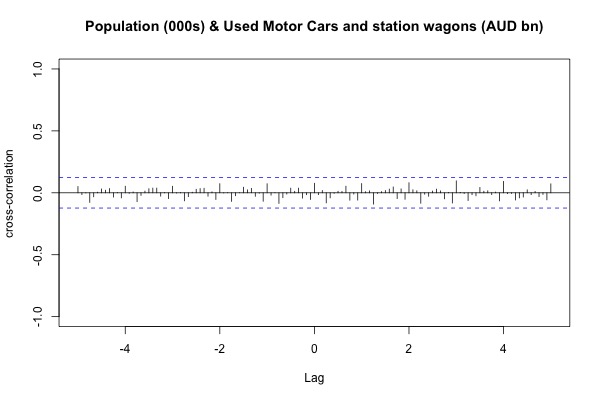 Population (000s) & Used Motor Cars and station wagons (AUD bn)
cross-correlation
1.0
0.5
0.0
-0.5
-1.0
-4 -2 0 2 4
Lag